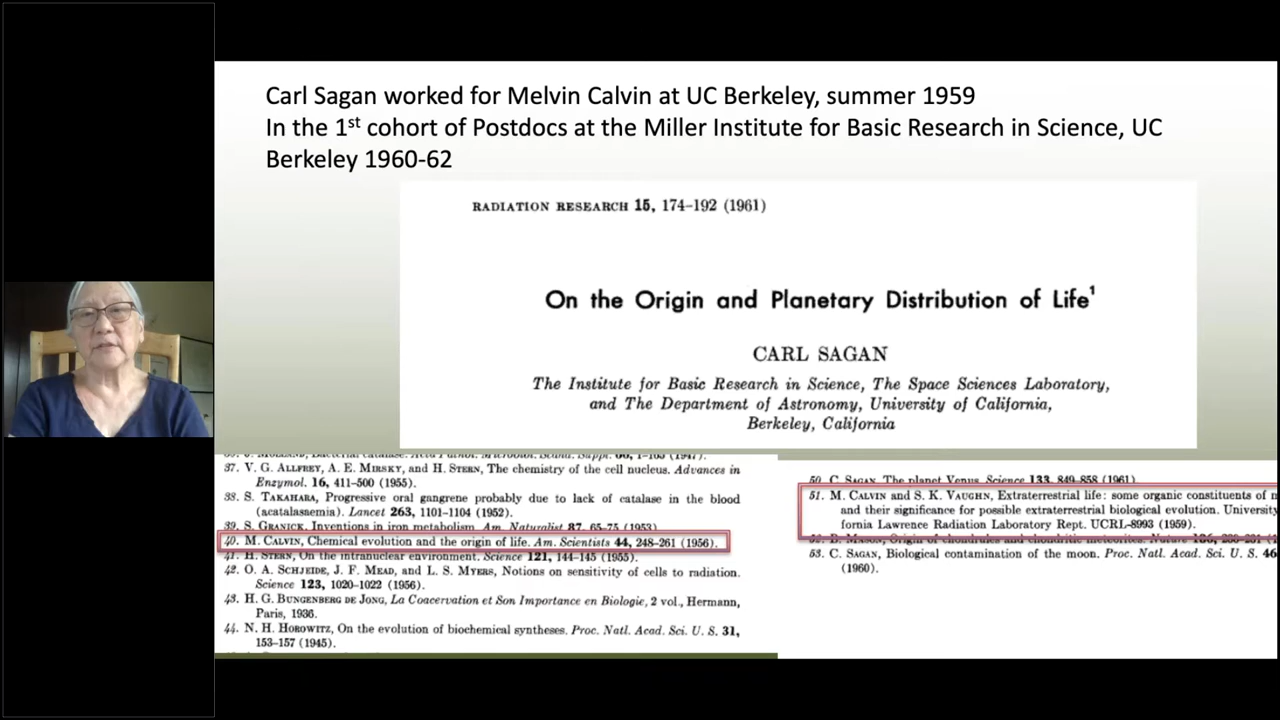 Carl Sagan worked for Melvin Calvin at UC Berkeley, summer 1959
In the 1st cohort of Postdocs at the Miller Institute for Basic Research in Science, UC
Berkeley 1960-62
RADIATION RESEARCH 15, 174–192 (1961)
On the Origin and Planetary Distribution of Life1
CARL SAGAN
The Institute for Basic Research in Science, The Space Sciences Laboratory,
and The Department of Astronomy, University of California,
Berkeley, California
37. V. G. ALLFREY, A. E. MIRSKY, and H. STERN, The chemistry of the cell nucleus. Advances in
Enzymol. 16, 411–500 (1955).
38. S. TAKAHARA, Progressive oral gangrene probably due to lack of catalase in the blood
(acatalassemia). Lancet 263, 1101–1104 (1952).
39. S. GRANICK, Inventions in iron metabolism. Am. Naturalist 87, 65–75 (1953)
40. M. CALVIN, Chemical evolution and the origin of life. Am. Scientists 44, 248–261 (1956).
41. H. STERN, On the intranuclear environment. Science 121, 144–145 (1955).
42. O. A. SCHJEIDE, J. F. MEAD, and L. S. MYERS, Notions on sensitivity of cells to radiation.
Science 123, 1020–1022 (1956).
43. H. G. BUNGENBERG DE JONG, La Coacervation et Son Importance en Biologie, 2 vol., Hermann,
Paris, 1936.
44. N. H. HOROWITZ, On the evolution of biochemical syntheses. Proc. Natl. Acad. Sci. U. S. 31,
153–157 (1945).
50. C. SAGAN, The planet Venus. Science 133, 849–858 (1961).
51. M. CALVIN and S. K. VAUGHN, Extraterrestrial life: some organic constituents of
and their significance for possible extraterrestrial biological evolution. University
fornia Lawrence Radiation Laboratory Rept. UCRL-8993 (1959).
52. B. MASON, Origin of chondrules and chondritic meteorites. Nature
53. C. SAGAN, Biological contamination of the moon. Proc. Natl. Acad. Sci. U. S. 46
(1960).